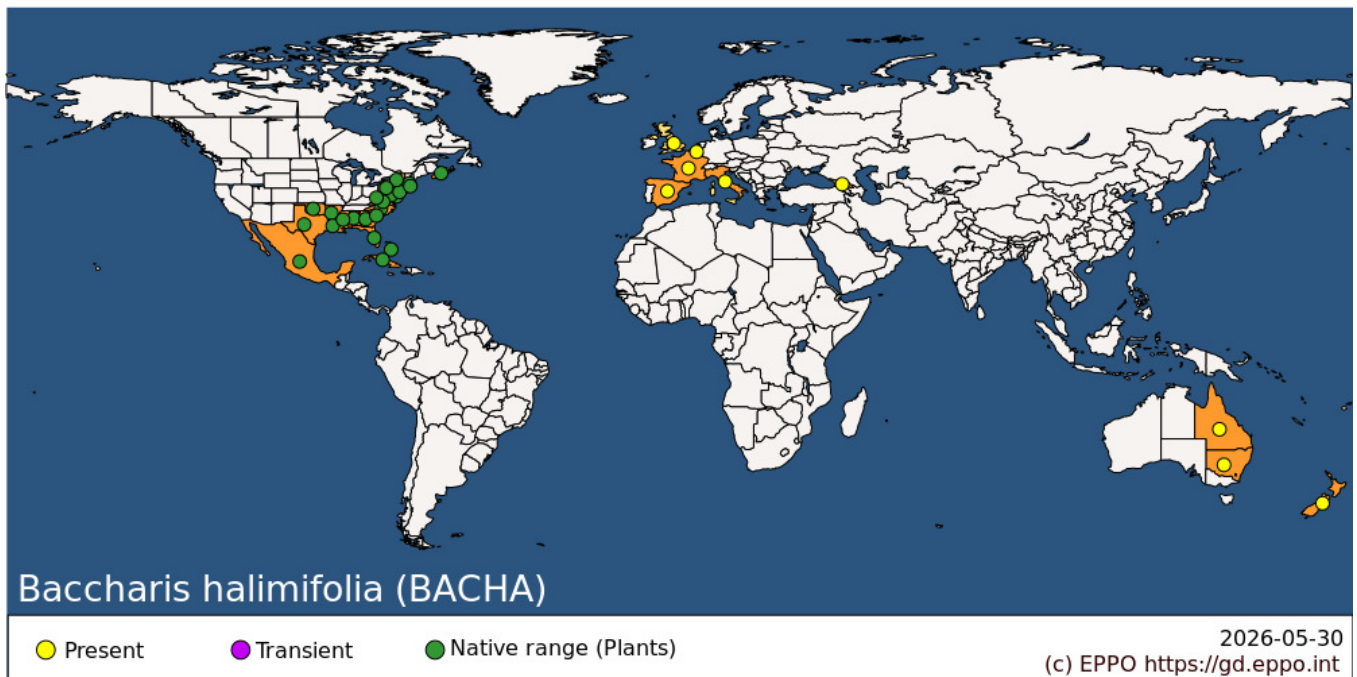 Baccharis halimifolia (BACHA)
Present
Transient
Native range (Plants)
2026-05-30
(c) EPPO https://gd.eppo.int